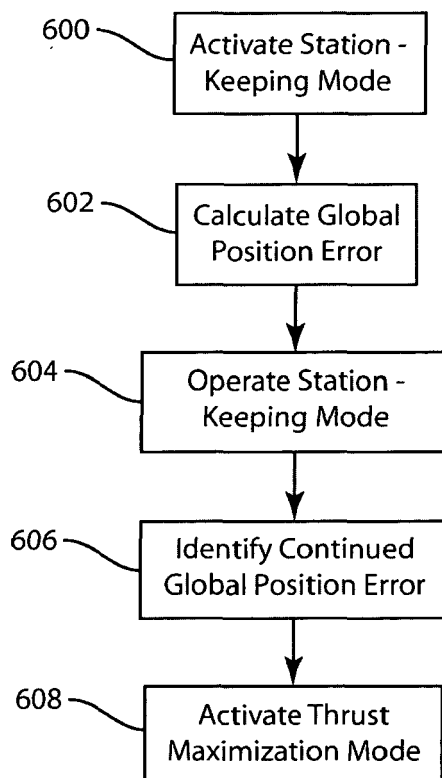 600
Activate Station -
Keeping Mode
602
Calculate Global
Position Error
604
Operate Station -
Keeping Mode
606
Identify Continued
Global Position Error
608
Activate Thrust
Maximization Mode